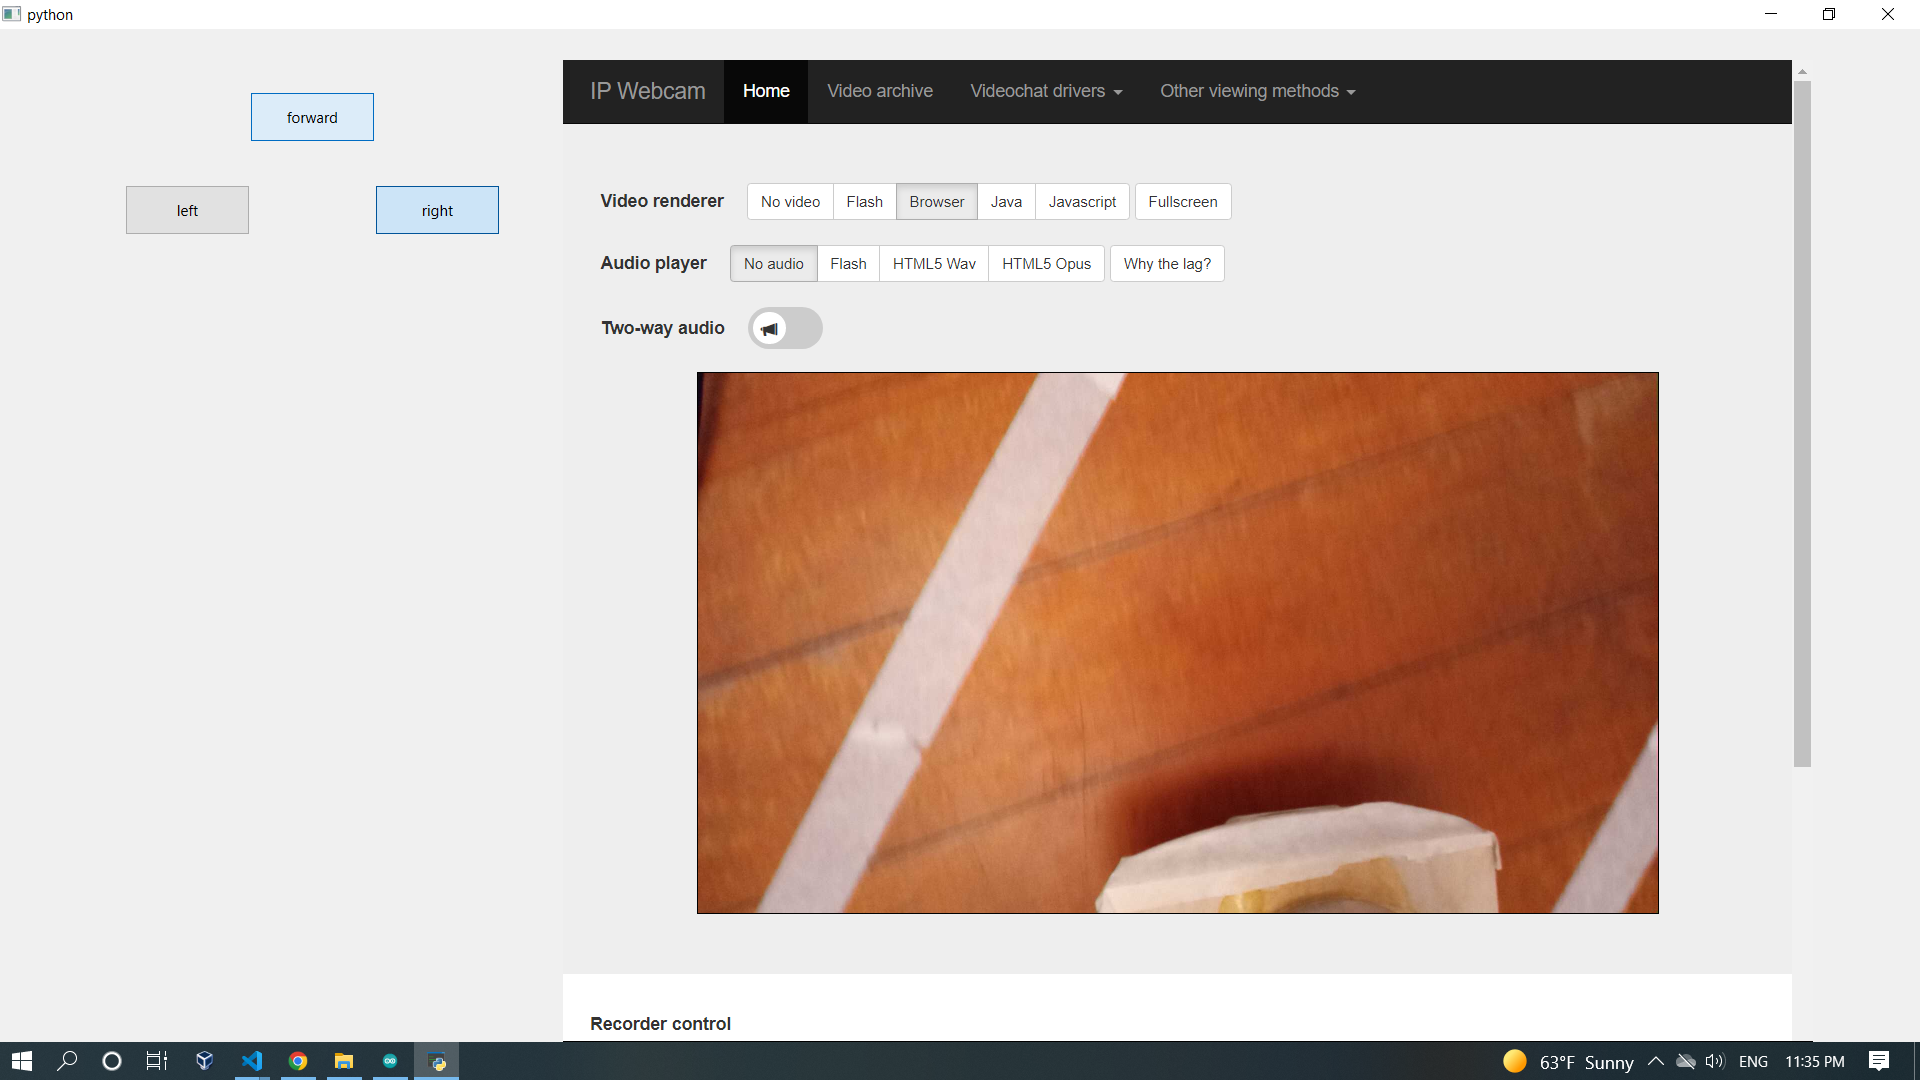 python
forward
left
right
IP Webcam Home Video archive Videochat drivers Other viewing methods
Video renderer No video Flash Browser Java Javascript Fullscreen
Audio player No audio Flash HTML5 Wav HTML5 Opus Why the lag?
Two-way audio
Recorder control
63°F Sunny ENG 11:35 PM